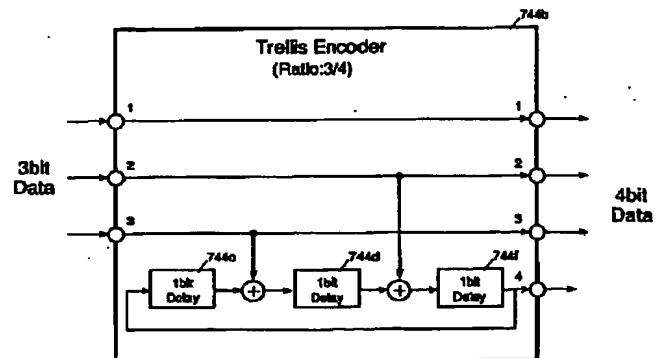 744b
Trellis Encoder
(Ratio:3/4)
1
1
3bit
Data
2
2
4bit
Data
3
3
744c
744d
744f
1bit
Delay
+
1bit
Delay
+
1bit
Delay
4